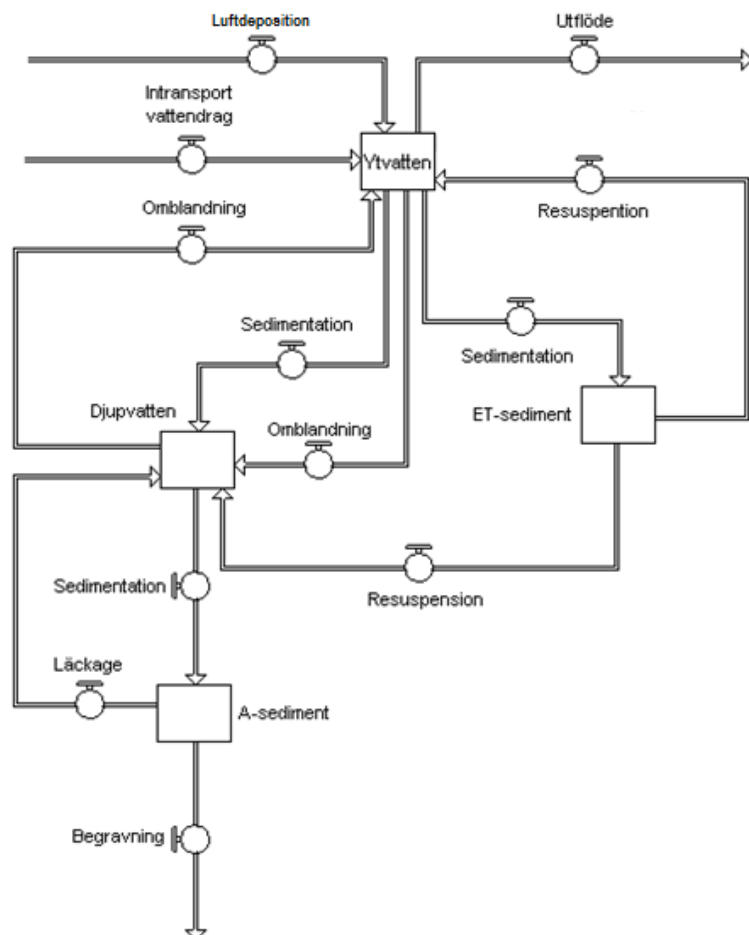 Luftdeposition
Utflöde
Intransport
vattendrag
Ytvatten
Omblandning
Resuspention
Sedimentation
Sedimentation
Djupvatten
ET-sediment
Omblandning
Sedimentation
Resuspension
Läckage
A-sediment
Begravning